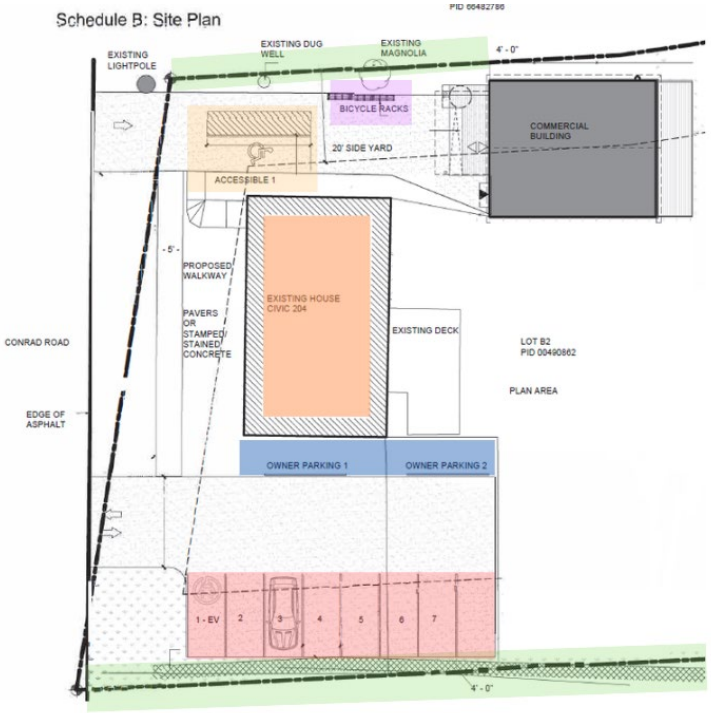 PID 66482786
Schedule B: Site Plan
EXISTING
LIGHTPOLE
EXISTING DUG
WELL
EXISTING
MAGNOLIA
4' - 0"
BICYCLE RACKS
COMMERCIAL
BUILDING
20' SIDE YARD
ACCESSIBLE 1
- 5' -
PROPOSED
WALKWAY
PAVERS
OR
STAMPED/
STAINED
CONCRETE
EXISTING HOUSE
CIVIC 204
EXISTING DECK
CONRAD ROAD
LOT B2
PID 00490862
PLAN AREA
EDGE OF
ASPHALT
OWNER PARKING 1
OWNER PARKING 2
1 - EV
2
3
4
5
6
7
4' - 0"